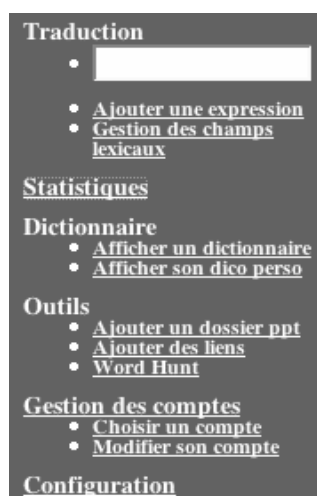 Traduction
Ajouter une expression
Gestion des champs
lexicaux
Statistiques
Dictionnaire
Afficher un dictionnaire
Afficher son dico perso
Outils
Ajouter un dossier ppt
Ajouter des liens
Word Hunt
Gestion des comptes
Choisir un compte
Modifier son compte
Configuration